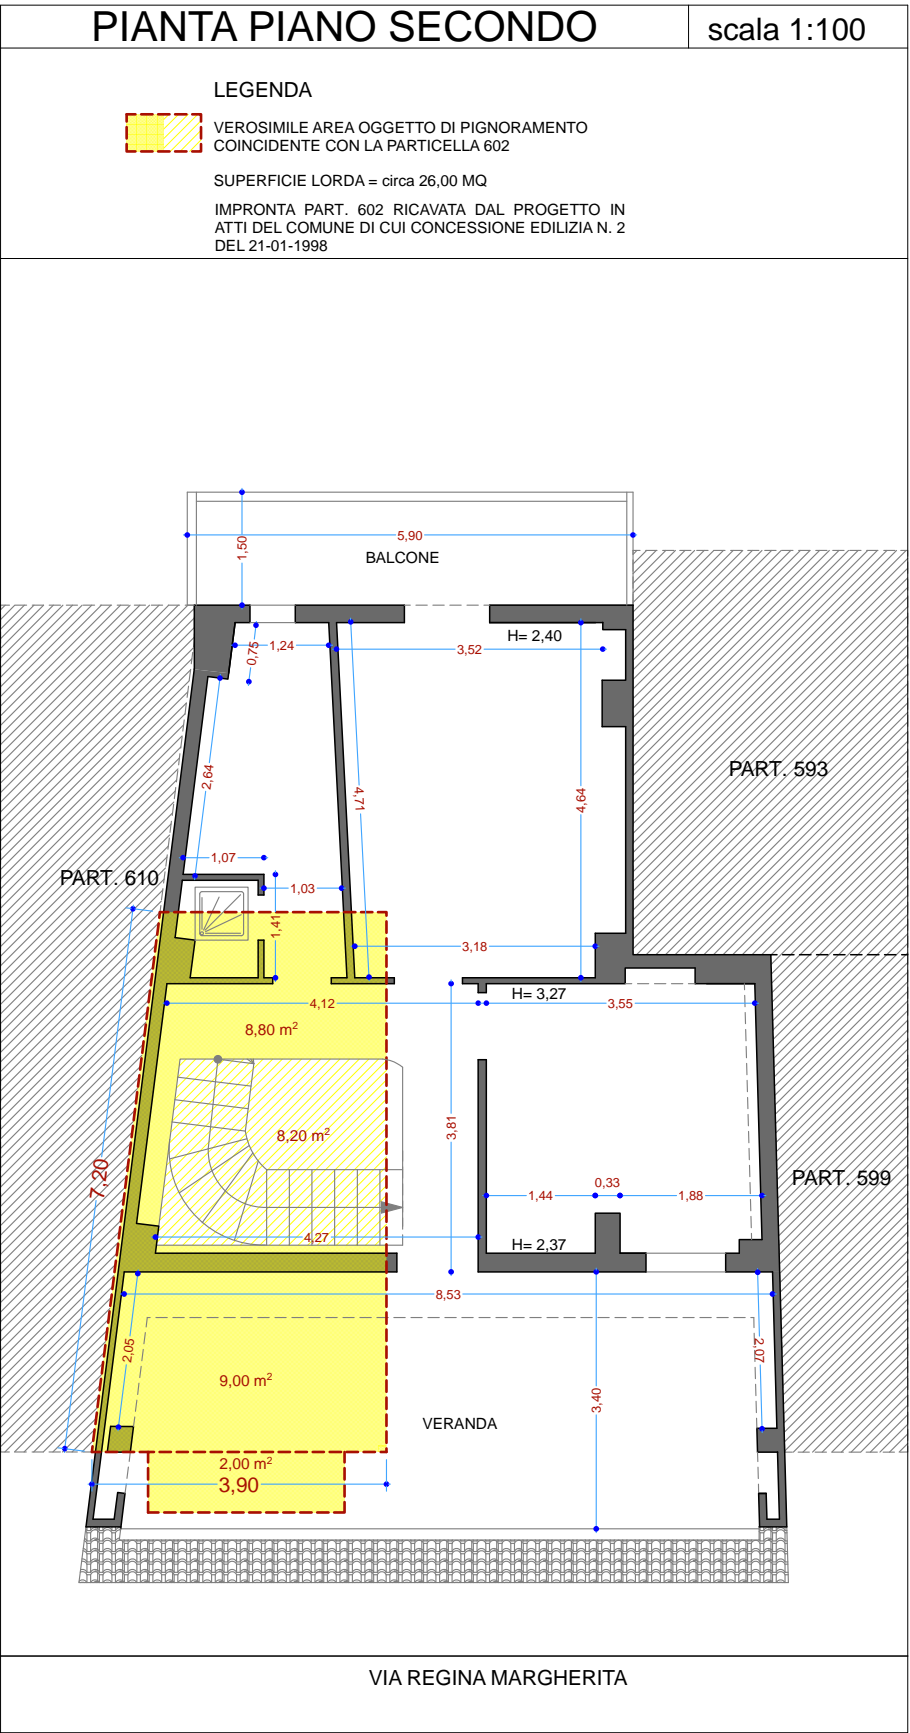 PIANTA PIANO SECONDO
scala 1:100
LEGENDA
VEROSIMILE AREA OGGETTO DI PIGNORAMENTO
COINCIDENTE CON LA PARTICELLA 602
SUPERFICIE LORDA = circa 26,00 MQ
IMPRONTA PART. 602 RICAVATA DAL PROGETTO IN
ATTI DEL COMUNE DI CUI CONCESSIONE EDILIZIA N. 2
DEL 21-01-1998
5,90
1,50
BALCONE
H= 2,40
1,24
0,75
3,52
2,64
4,71
4,64
PART. 593
1,07
PART. 610
1,03
1,41
3,18
H= 3,27
4,12
3,55
8,80 m²
8,20 m²
3,81
7,20
PART. 599
1,44
0,33
1,88
4,27
H= 2,37
8,53
2,05
2,07
9,00 m²
3,40
VERANDA
2,00 m²
3,90
VIA REGINA MARGHERITA